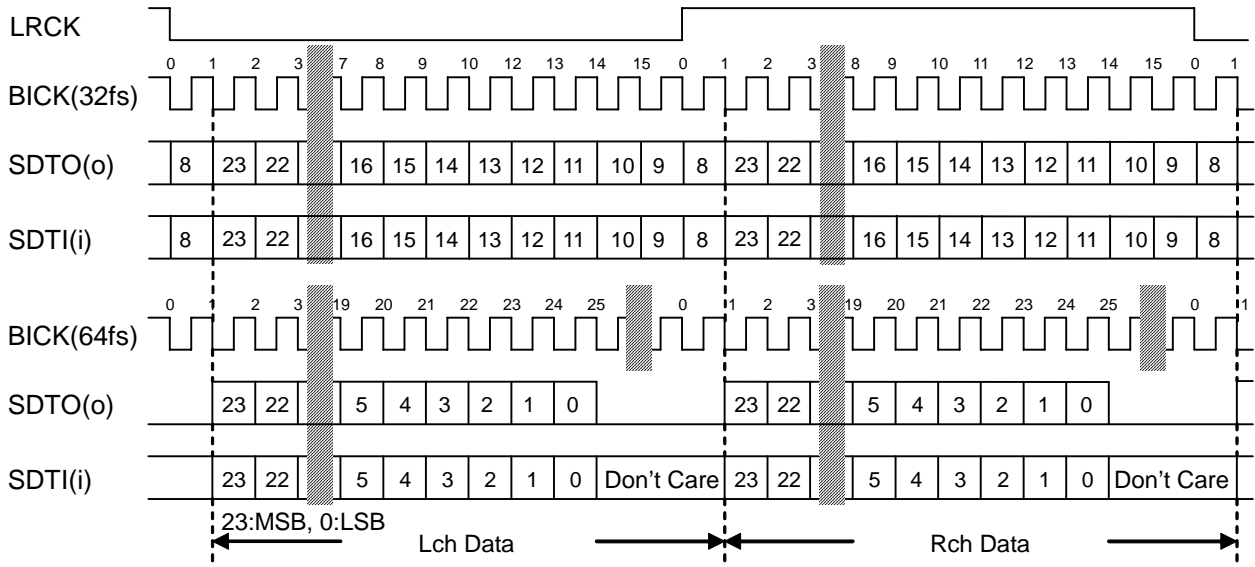 LRCK
0 1 2 3 7 8 9 10 11 12 13 14 15 0 1 2 3 8 9 10 11 12 13 14 15 0 1
BICK(32fs)
SDTO(o) 8 23 22 16 15 14 13 12 11 10 9 8 23 22 16 15 14 13 12 11 10 9 8
SDTI(i) 8 23 22 16 15 14 13 12 11 10 9 8 23 22 16 15 14 13 12 11 10 9 8
0 1 2 3 19 20 21 22 23 24 25 0 1 2 3 19 20 21 22 23 24 25 0 1
BICK(64fs)
SDTO(o) 23 22 5 4 3 2 1 0 23 22 5 4 3 2 1 0
SDTI(i) 23 22 5 4 3 2 1 0 Don't Care 23 22 5 4 3 2 1 0 Don't Care
23:MSB, 0:LSB
Lch Data Rch Data